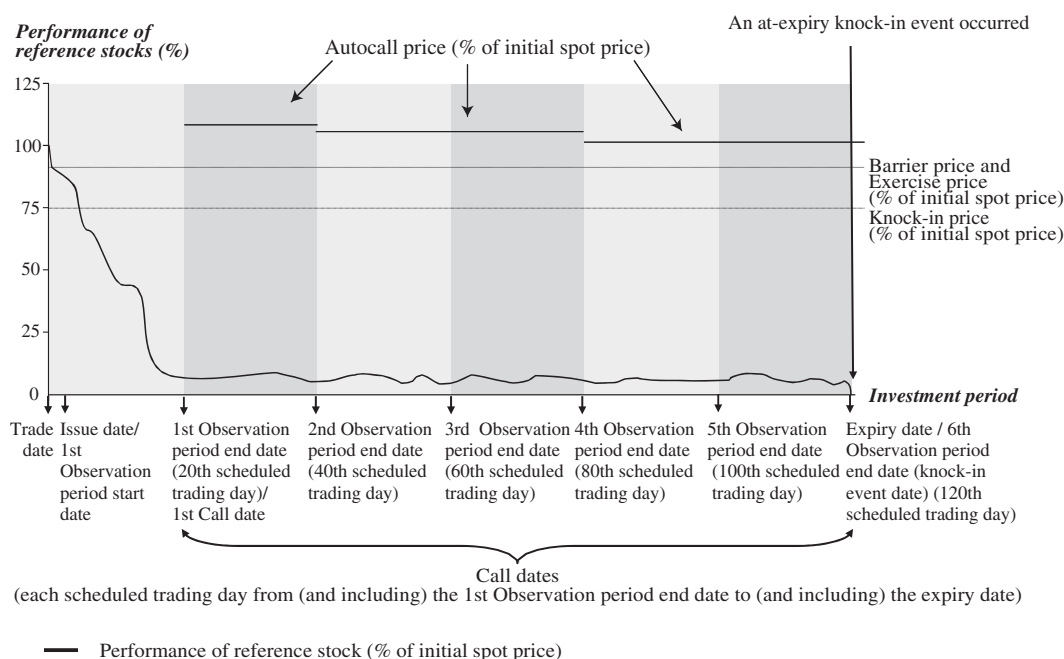 An at-expiry knock-in event occurred
Performance of
reference stocks (%)
Autocall price (% of initial spot price)
125
100
75
50
25
0
Barrier price and
Exercise price
(% of initial spot price)
Knock-in price
(% of initial spot price)
Investment period
Trade
date
Issue date/
1st
Observation
period start
date
1st Observation
period end date
(20th scheduled
trading day)/
1st Call date
2nd Observation
period end date
(40th scheduled
trading day)
3rd Observation
period end date
(60th scheduled
trading day)
4th Observation
period end date
(80th scheduled
trading day)
5th Observation
period end date
(100th scheduled
trading day)
Expiry date / 6th
Observation period
end date (knock-in
event date) (120th
scheduled trading day)
Call dates
(each scheduled trading day from (and including) the 1st Observation period end date to (and including) the expiry date)
Performance of reference stock (% of initial spot price)